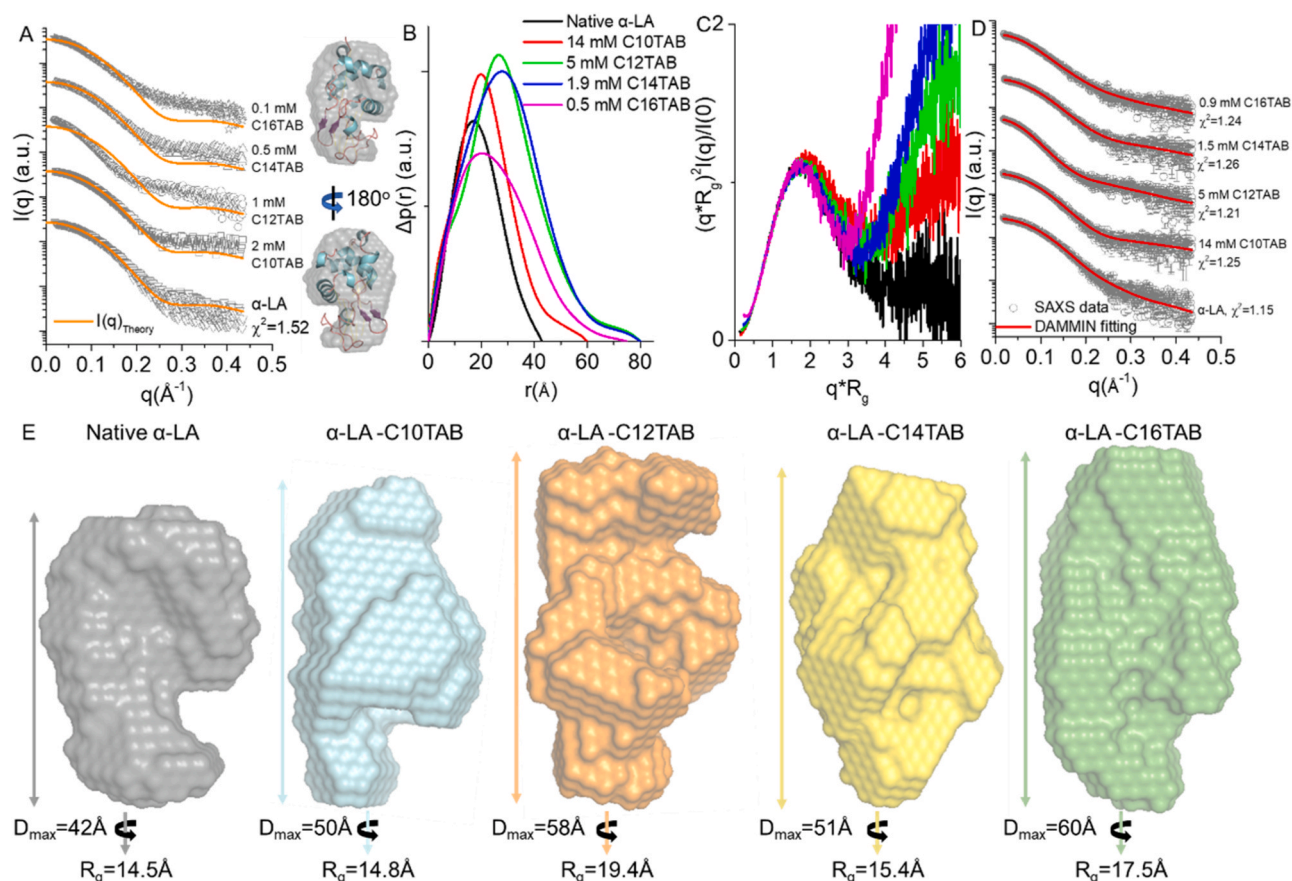 A
I(q) (a.u.)
0.1 mM
C16TAB
0.5 mM
C14TAB
1 mM
C12TAB
2 mM
C10TAB
α-LA
χ²=1.52
I(q)Theory
0.0 0.1 0.2 0.3 0.4 0.5
q(Å⁻¹)
180°
B
Δp(r) (a.u.)
Native α-LA
14 mM C10TAB
5 mM C12TAB
1.9 mM C14TAB
0.5 mM C16TAB
0 20 40 60 80
r(Å)
C2
(q*Rg)²I(q)/I(0)
0
0 1 2 3 4 5 6
q*Rg
D
I(q) (a.u.)
0.9 mM C16TAB
χ²=1.24
1.5 mM C14TAB
χ²=1.26
5 mM C12TAB
χ²=1.21
14 mM C10TAB
χ²=1.25
SAXS data
DAMMIN fitting
α-LA, χ²=1.15
0.0 0.1 0.2 0.3 0.4 0.5
q(Å⁻¹)
E
Native α-LA
α-LA -C10TAB
α-LA -C12TAB
α-LA -C14TAB
α-LA -C16TAB
Dmax=42Å
Dmax=50Å
Dmax=58Å
Dmax=51Å
Dmax=60Å
Rg=14.5Å
Rg=14.8Å
Rg=19.4Å
Rg=15.4Å
Rg=17.5Å